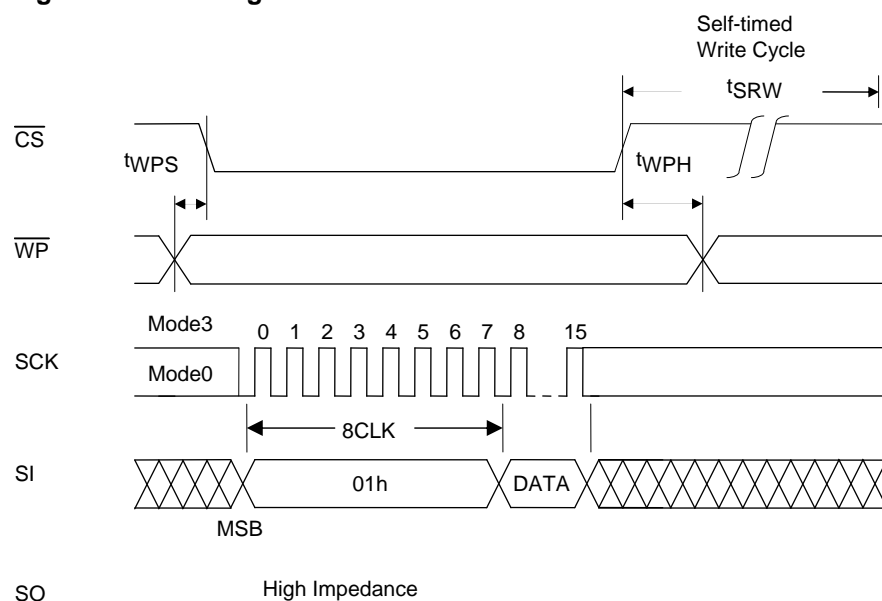 Self-timed
Write Cycle
tSRW
CS
tWPS
tWPH
WP
Mode3
0 1 2 3 4 5 6 7 8 15
SCK
Mode0
8CLK
SI
01h
DATA
MSB
SO
High Impedance